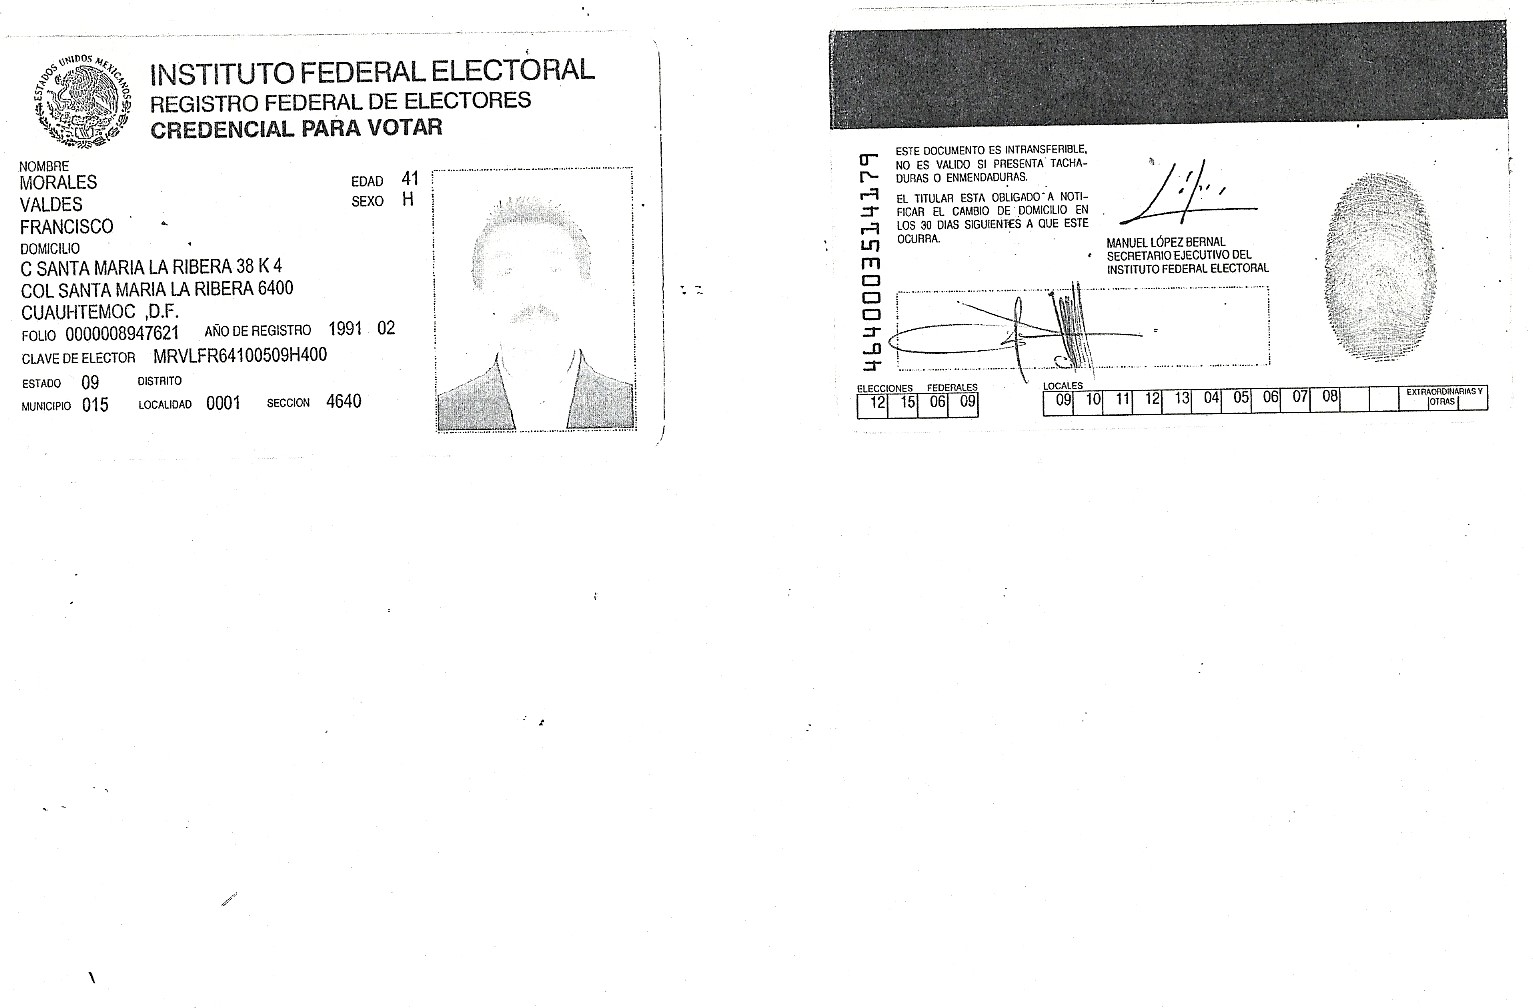 ESTADOS UNIDOS MEXICANOS
INSTITUTO FEDERAL ELECTORAL
REGISTRO FEDERAL DE ELECTORES
CREDENCIAL PARA VOTAR
NOMBRE
MORALES
VALDES
FRANCISCO
EDAD 41
SEXO H
DOMICILIO
C SANTA MARIA LA RIBERA 38 K 4
COL SANTA MARIA LA RIBERA 6400
CUAUHTEMOC ,D.F.
FOLIO 0000008947621 AÑO DE REGISTRO 1991 02
CLAVE DE ELECTOR MRVLFR64100509H400
ESTADO 09 DISTRITO
MUNICIPIO 015 LOCALIDAD 0001 SECCION 4640
ESTE DOCUMENTO ES INTRANSFERIBLE,
NO ES VALIDO SI PRESENTA TACHA-
DURAS O ENMENDADURAS.
EL TITULAR ESTA OBLIGADO A NOTI-
FICAR EL CAMBIO DE DOMICILIO EN
LOS 30 DIAS SIGUIENTES A QUE ESTE
OCURRA.
MANUEL LÓPEZ BERNAL
SECRETARIO EJECUTIVO DEL
INSTITUTO FEDERAL ELECTORAL
ELECCIONES FEDERALES
12 15 06 09
LOCALES
09 10 11 12 13 04 05 06 07 08
EXTRAORDINARIAS Y
OTRAS